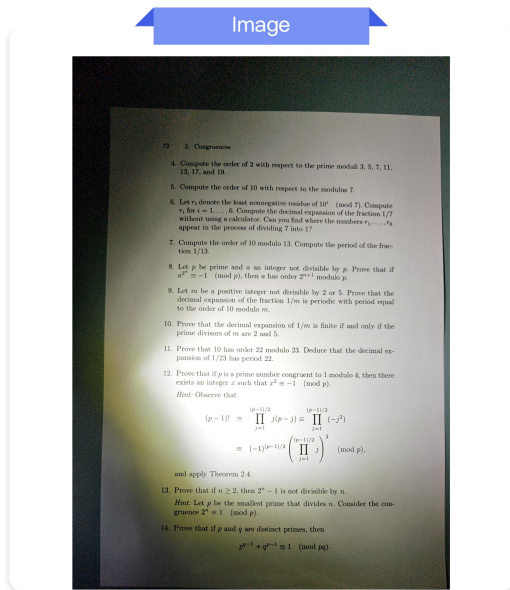 Image
72 2. Congruences
4. Compute the order of 2 with respect to the prime moduli 3, 5, 7, 11,
13, 17, and 19.
5. Compute the order of 10 with respect to the modulus 7.
6. Let rᵢ denote the least nonnegative residue of 10ⁱ (mod 7). Compute
rᵢ for i = 1, . . . , 6. Compute the decimal expansion of the fraction 1/7
without using a calculator. Can you find where the numbers r₁, . . . , r₆
appear in the process of dividing 7 into 1?
7. Compute the order of 10 modulo 13. Compute the period of the frac-
tion 1/13.
8. Let p be prime and a an integer not divisible by p. Prove that if
a^{2^n} ≡ −1 (mod p), then a has order 2^{n+1} modulo p.
9. Let m be a positive integer not divisible by 2 or 5. Prove that the
decimal expansion of the fraction 1/m is periodic with period equal
to the order of 10 modulo m.
10. Prove that the decimal expansion of 1/m is finite if and only if the
prime divisors of m are 2 and 5.
11. Prove that 10 has order 22 modulo 23. Deduce that the decimal ex-
pansion of 1/23 has period 22.
12. Prove that if p is a prime number congruent to 1 modulo 4, then there
exists an integer x such that x² ≡ −1 (mod p).
Hint: Observe that
(p − 1)! ≡ ∏_{j=1}^{(p−1)/2} j(p − j) ≡ ∏_{j=1}^{(p−1)/2} (−j²)
≡ (−1)^{(p−1)/2} (∏_{j=1}^{(p−1)/2} j)² (mod p),
and apply Theorem 2.4.
13. Prove that if n ≥ 2, then 2ⁿ − 1 is not divisible by n.
Hint: Let p be the smallest prime that divides n. Consider the con-
gruence 2ⁿ ≡ 1 (mod p).
14. Prove that if p and q are distinct primes, then
p^{q−1} + q^{p−1} ≡ 1 (mod pq).